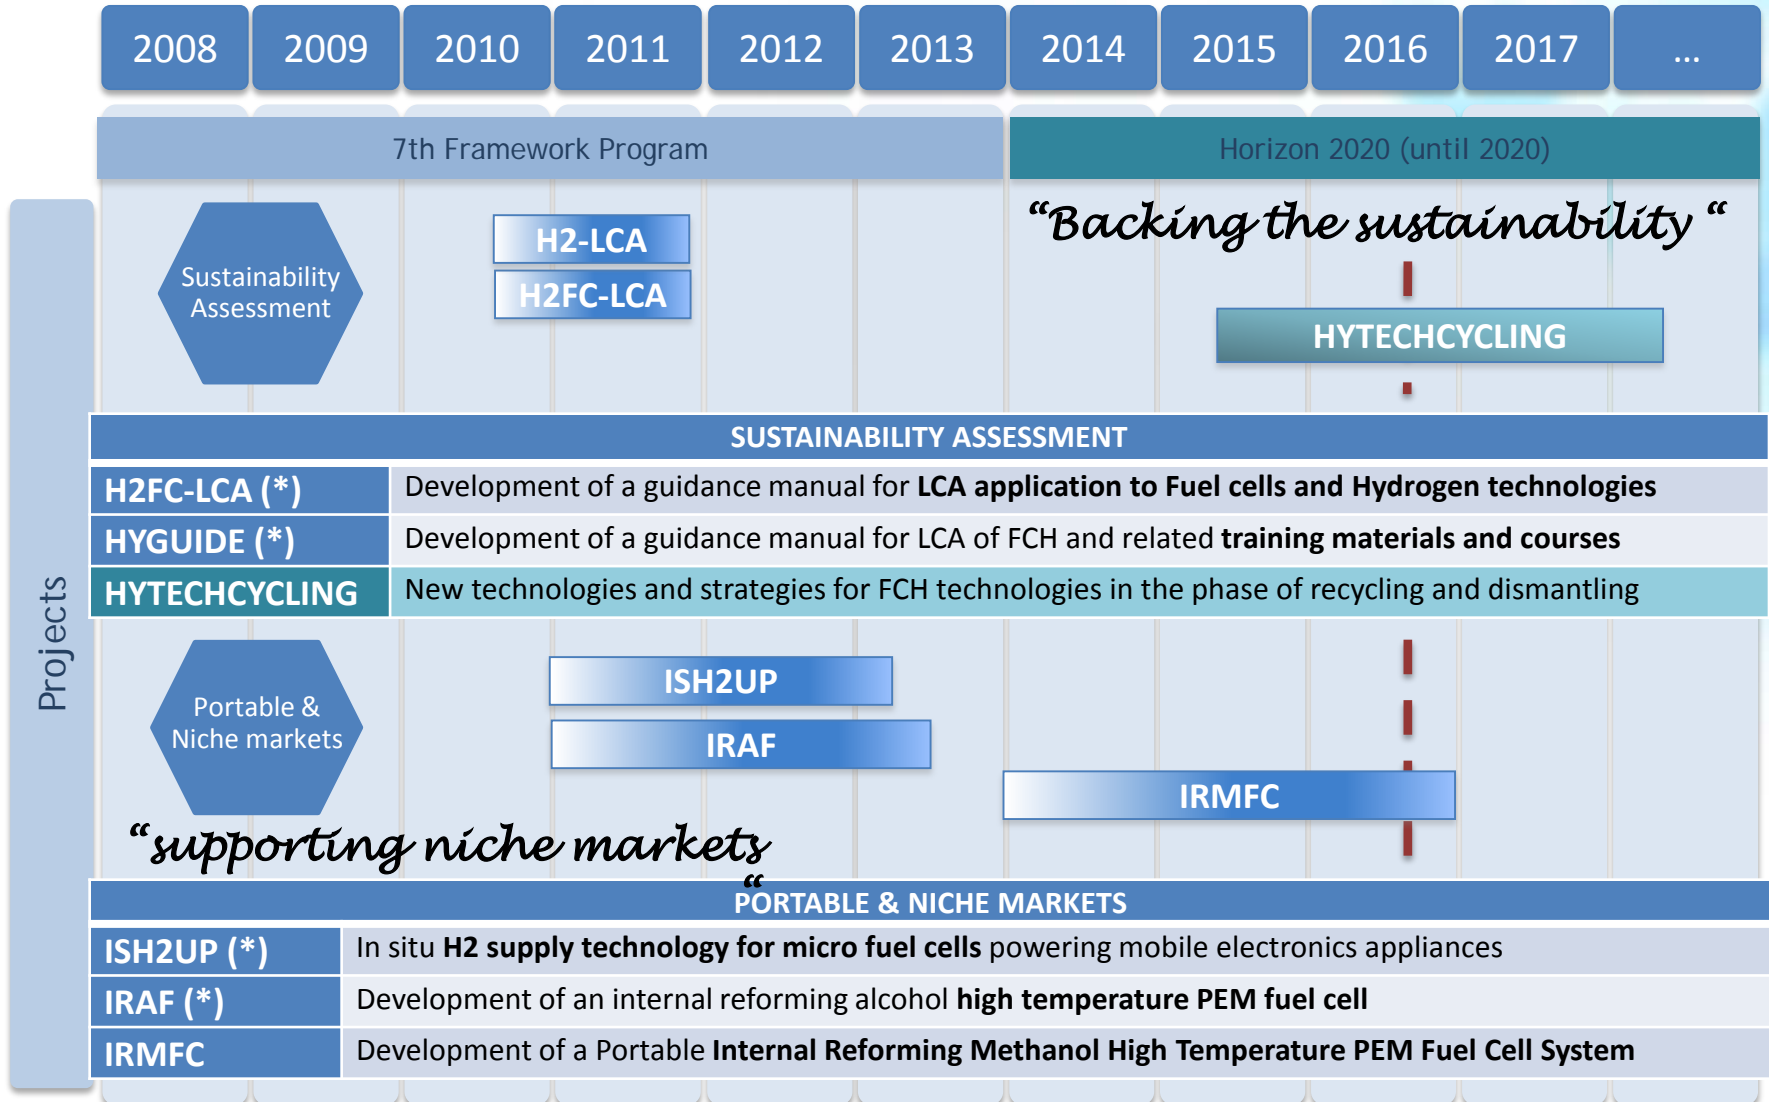 2008 2009 2010 2011 2012 2013 2014 2015 2016 2017 ...
7th Framework Program
Horizon 2020 (until 2020)
Projects
Sustainability
Assessment
H2-LCA
H2FC-LCA
“Backing the sustainability “
HYTECHCYCLING
SUSTAINABILITY ASSESSMENT
H2FC-LCA (*) Development of a guidance manual for LCA application to Fuel cells and Hydrogen technologies
HYGUIDE (*) Development of a guidance manual for LCA of FCH and related training materials and courses
HYTECHCYCLING New technologies and strategies for FCH technologies in the phase of recycling and dismantling
Portable &
Niche markets
ISH2UP
IRAF
IRMFC
“supporting niche markets
“
PORTABLE & NICHE MARKETS
ISH2UP (*) In situ H2 supply technology for micro fuel cells powering mobile electronics appliances
IRAF (*) Development of an internal reforming alcohol high temperature PEM fuel cell
IRMFC Development of a Portable Internal Reforming Methanol High Temperature PEM Fuel Cell System